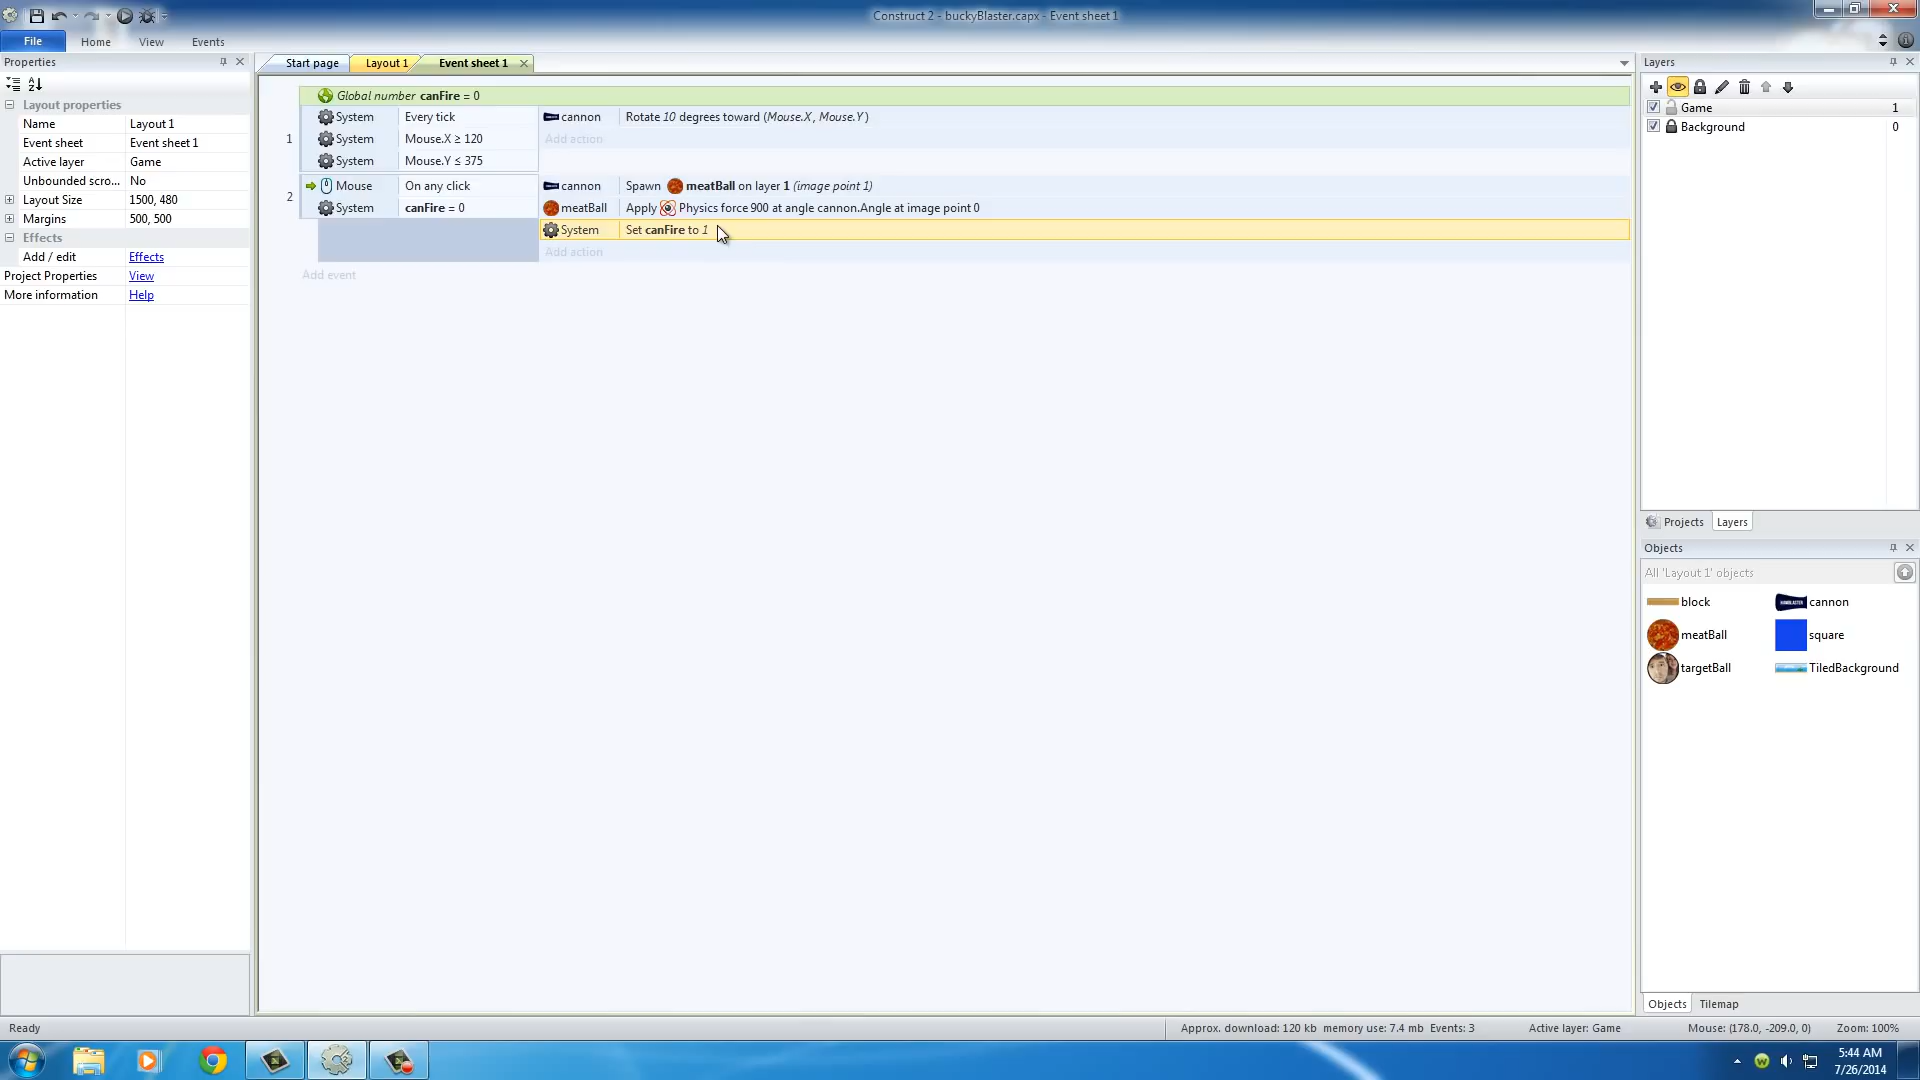 Construct 2 - buckyBlaster.capx - Event sheet 1
File Home View Events
Properties
Layout properties
Name Layout 1
Event sheet Event sheet 1
Active layer Game
Unbounded scro... No
Layout Size 1500, 480
Margins 500, 500
Effects
Add / edit Effects
Project Properties View
More information Help
Start page Layout 1 Event sheet 1
Global number canFire = 0
1
System Every tick cannon Rotate 10 degrees toward (Mouse.X, Mouse.Y)
System Mouse.X ≥ 120 Add action
System Mouse.Y ≤ 375
2
Mouse On any click cannon Spawn meatBall on layer 1 (image point 1)
System canFire = 0 meatBall Apply Physics force 900 at angle cannon.Angle at image point 0
System Set canFire to 1
Add action
Add event
Layers
Game 1
Background 0
Projects Layers
Objects
All 'Layout 1' objects
block cannon
meatBall square
targetBall TiledBackground
Objects Tilemap
Ready Approx. download: 120 kb memory use: 7.4 mb Events: 3 Active layer: Game Mouse: (178.0, -209.0, 0) Zoom: 100%
5:44 AM
7/26/2014